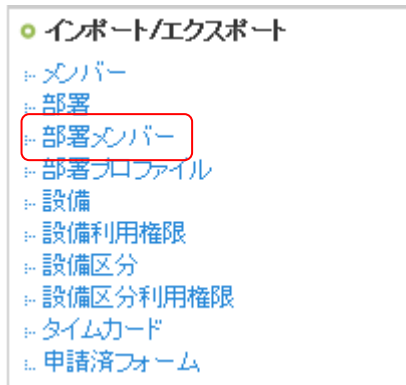 インポート/エクスポート
メンバー
部署
部署メンバー
部署プロファイル
設備
設備利用権限
設備区分
設備区分利用権限
タイムカード
申請済フォーム